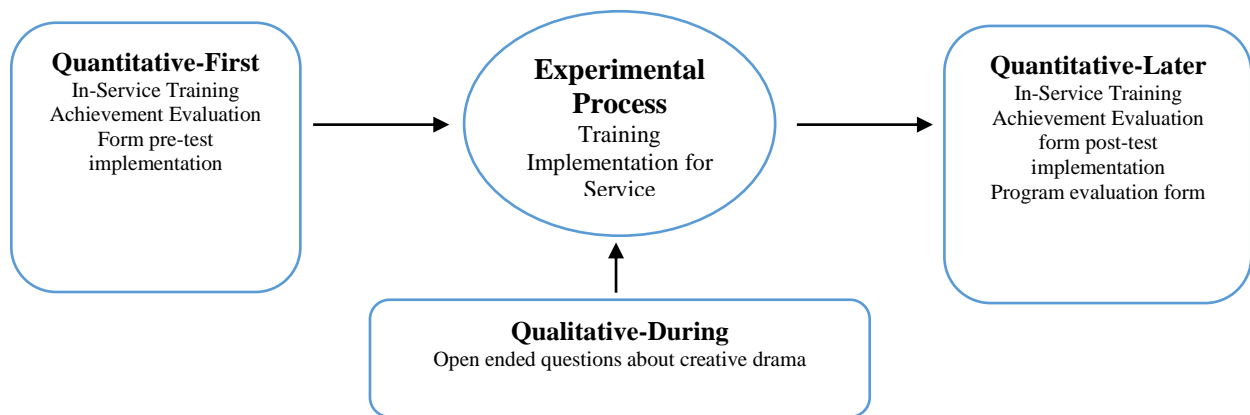 Quantitative-First
In-Service Training
Achievement Evaluation
Form pre-test
implementation
Experimental
Process
Training
Implementation for
Service
Quantitative-Later
In-Service Training
Achievement Evaluation
form post-test
implementation
Program evaluation form
Qualitative-During
Open ended questions about creative drama